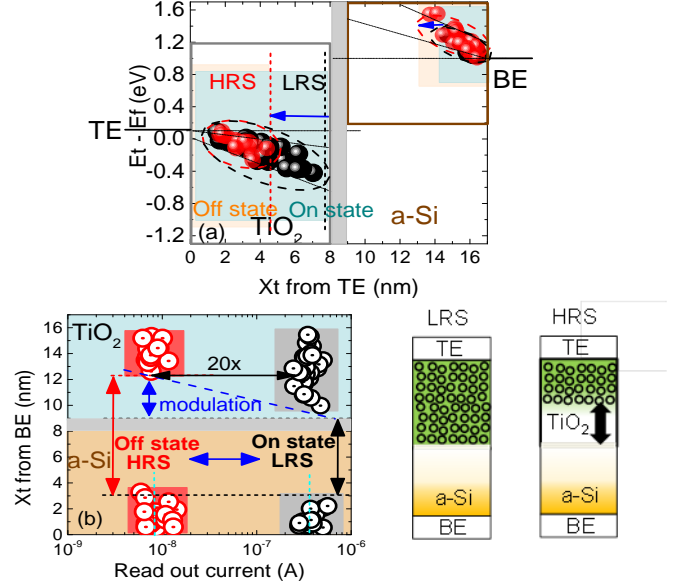 1.6
1.2
0.8
0.4
0.0
-0.4
-0.8
-1.2
Et - Ef (eV)
TE
HRS
LRS
BE
Off state
On state
TiO2
(a)
a-Si
0 2 4 6 8 10 12 14 16
Xt from TE (nm)
16
14
12
10
8
6
4
2
0
Xt from BE (nm)
TiO2
20x
modulation
Off state
On state
a-Si
HRS
LRS
(b)
10-9 10-8 10-7 10-6
Read out current (A)
LRS
HRS
TE
TE
TiO2
a-Si
a-Si
BE
BE